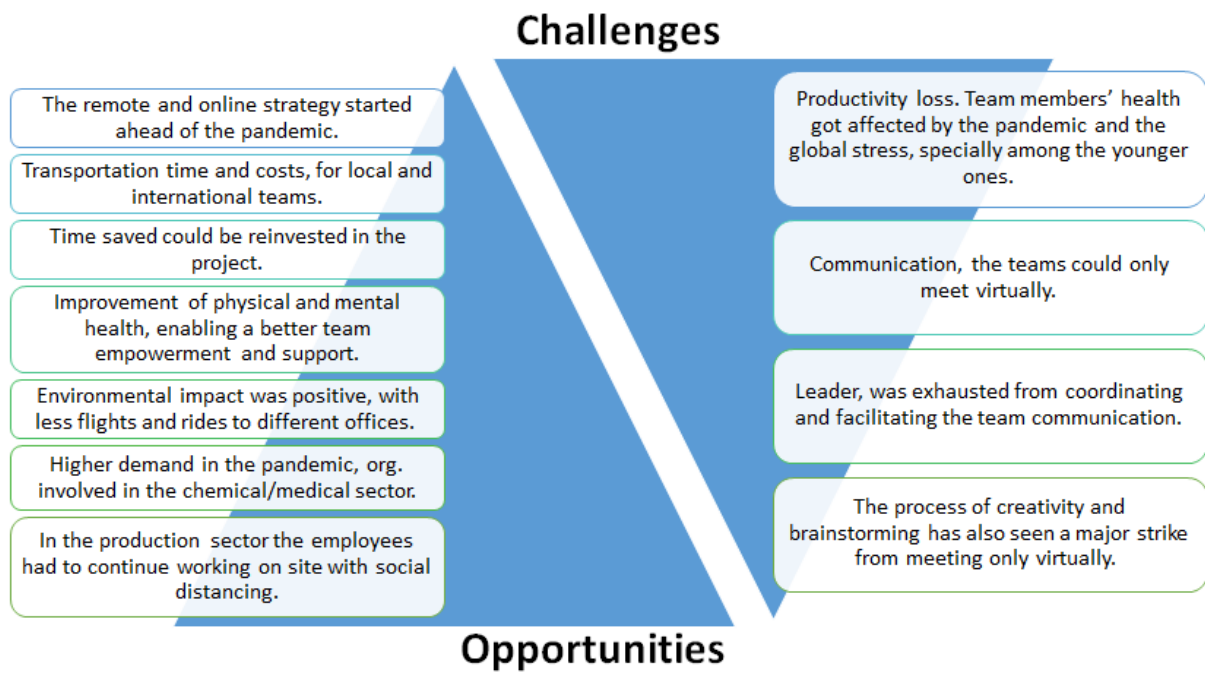 Challenges
The remote and online strategy started
ahead of the pandemic.
Transportation time and costs, for local and
international teams.
Time saved could be reinvested in the
project.
Improvement of physical and mental
health, enabling a better team
empowerment and support.
Environmental impact was positive, with
less flights and rides to different offices.
Higher demand in the pandemic, org.
involved in the chemical/medical sector.
In the production sector the employees
had to continue working on site with social
distancing.
Productivity loss. Team members’ health
got affected by the pandemic and the
global stress, specially among the younger
ones.
Communication, the teams could only
meet virtually.
Leader, was exhausted from coordinating
and facilitating the team communication.
The process of creativity and
brainstorming has also seen a major strike
from meeting only virtually.
Opportunities